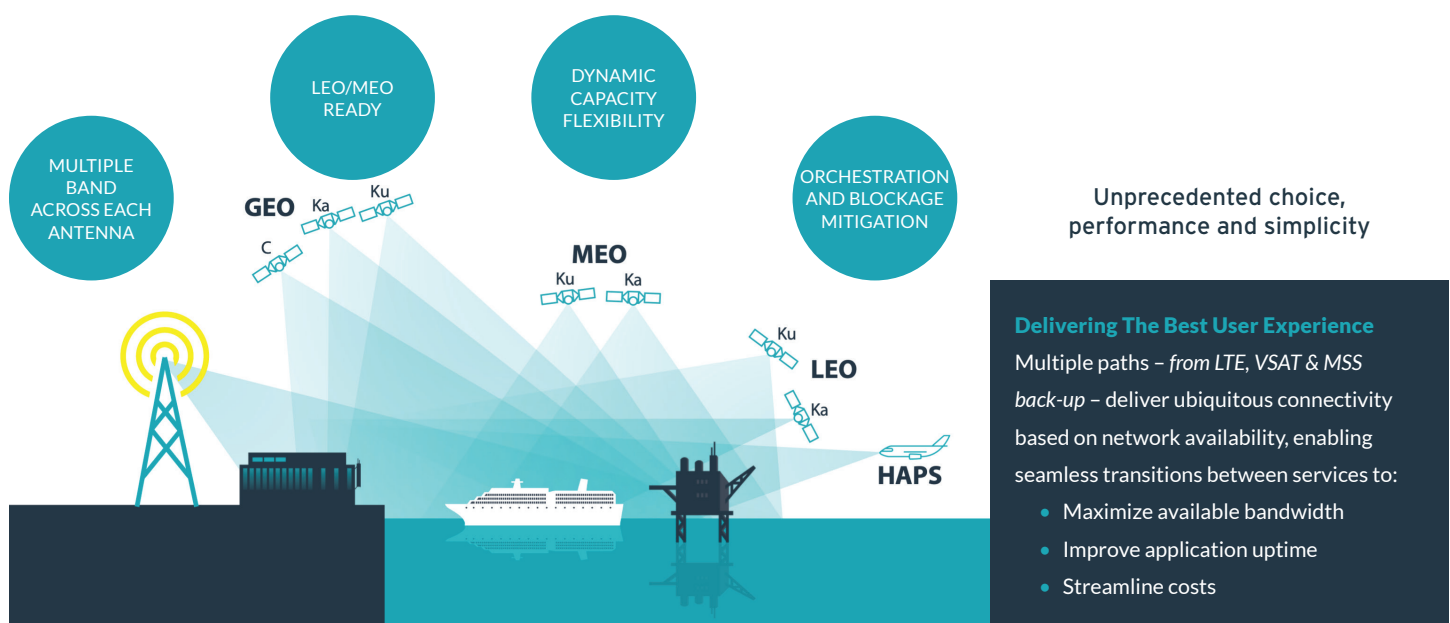 MULTIPLE
BAND
ACROSS EACH
ANTENNA
LEO/MEO
READY
DYNAMIC
CAPACITY
FLEXIBILITY
ORCHESTRATION
AND BLOCKAGE
MITIGATION
GEO
C
Ka
Ku
MEO
Ku
Ka
LEO
Ku
Ka
HAPS
Unprecedented choice,
performance and simplicity
Delivering The Best User Experience
Multiple paths – from LTE, VSAT & MSS
back-up – deliver ubiquitous connectivity
based on network availability, enabling
seamless transitions between services to:
• Maximize available bandwidth
• Improve application uptime
• Streamline costs